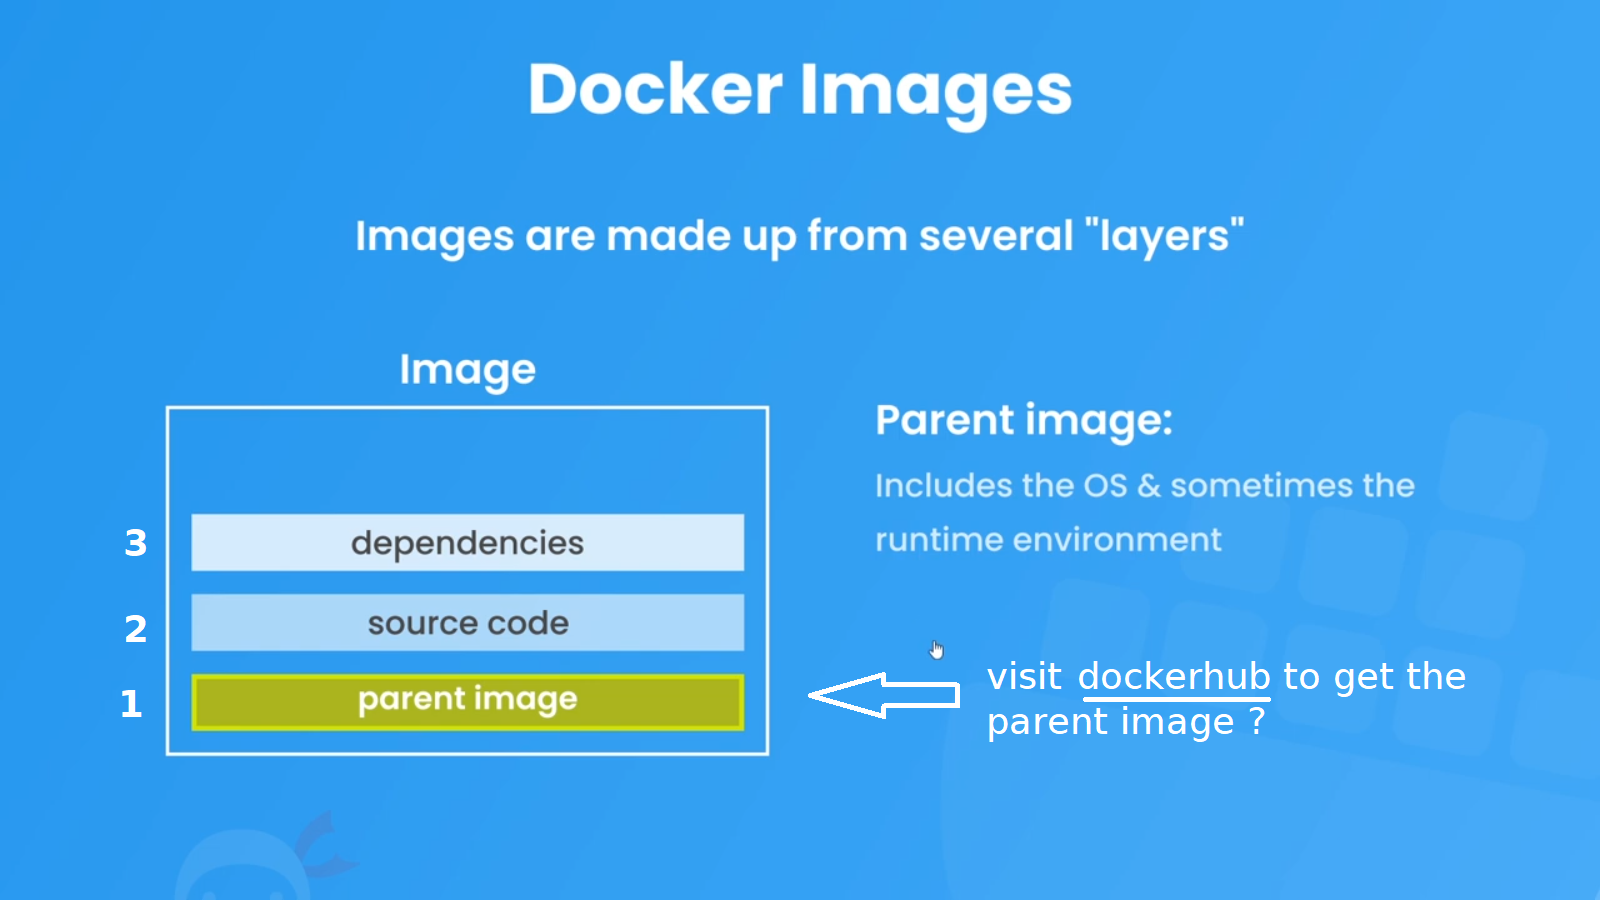 Docker Images
Images are made up from several "layers"
Image
3 dependencies
2 source code
1 parent image
Parent image:
Includes the OS & sometimes the
runtime environment
visit dockerhub to get the
parent image ?